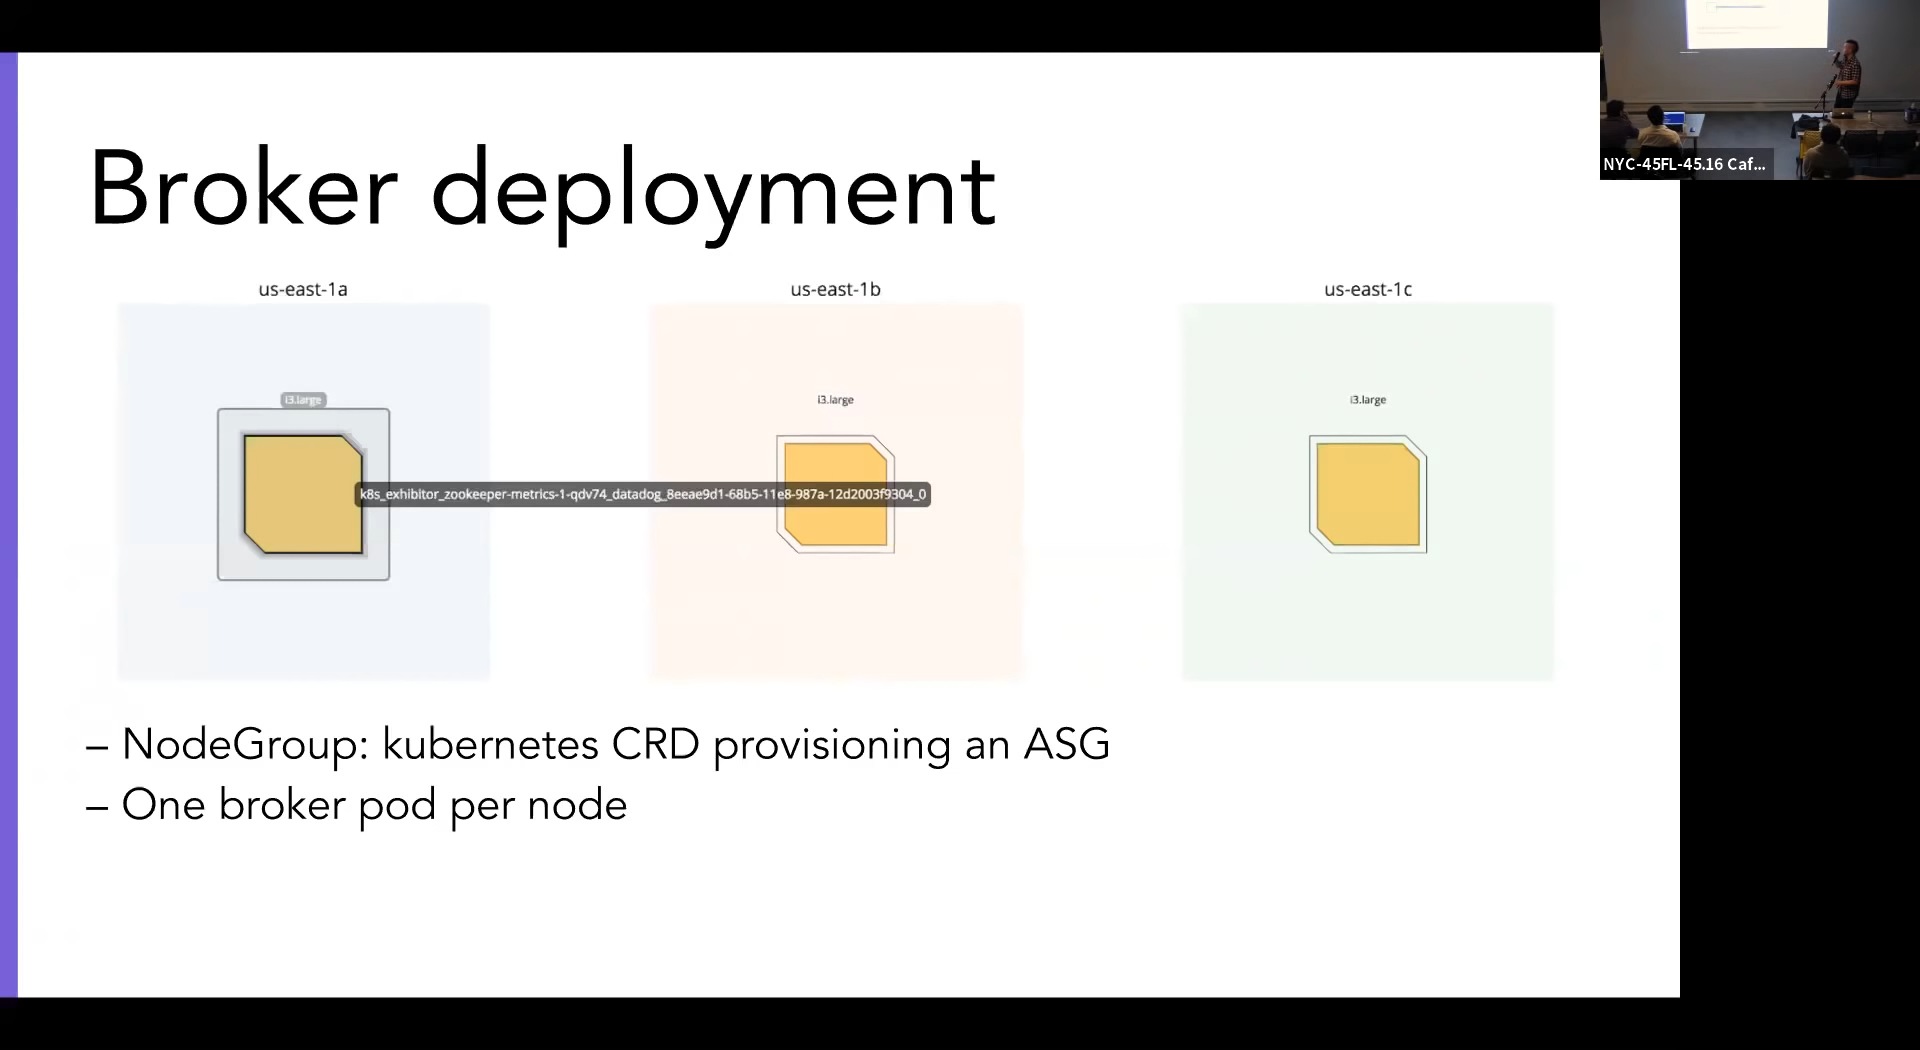 Broker deployment
us-east-1a
us-east-1b
us-east-1c
i3.large
i3.large
i3.large
k8s_exhibitor_zookeeper-metrics-1-qdv74_datadog_8eeae9d1-68b5-11e8-987a-12d2003f9304_0
– NodeGroup: kubernetes CRD provisioning an ASG
– One broker pod per node
NYC-45FL-45.16 Caf...